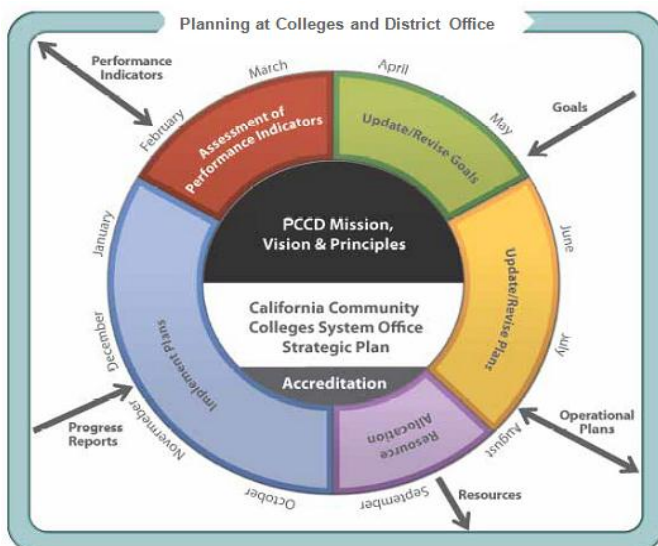 Planning at Colleges and District Office
Performance
Indicators
March
April
February
May
Goals
Assessment of
Performance Indicators
Update/Revise Goals
PCCD Mission,
Vision & Principles
January
June
California Community
Colleges System Office
Strategic Plan
Update/Revise Plans
Implement Plans
December
July
Accreditation
Resource
Allocation
Novermeber
August
Progress
Reports
Operational
Plans
October
September
Resources